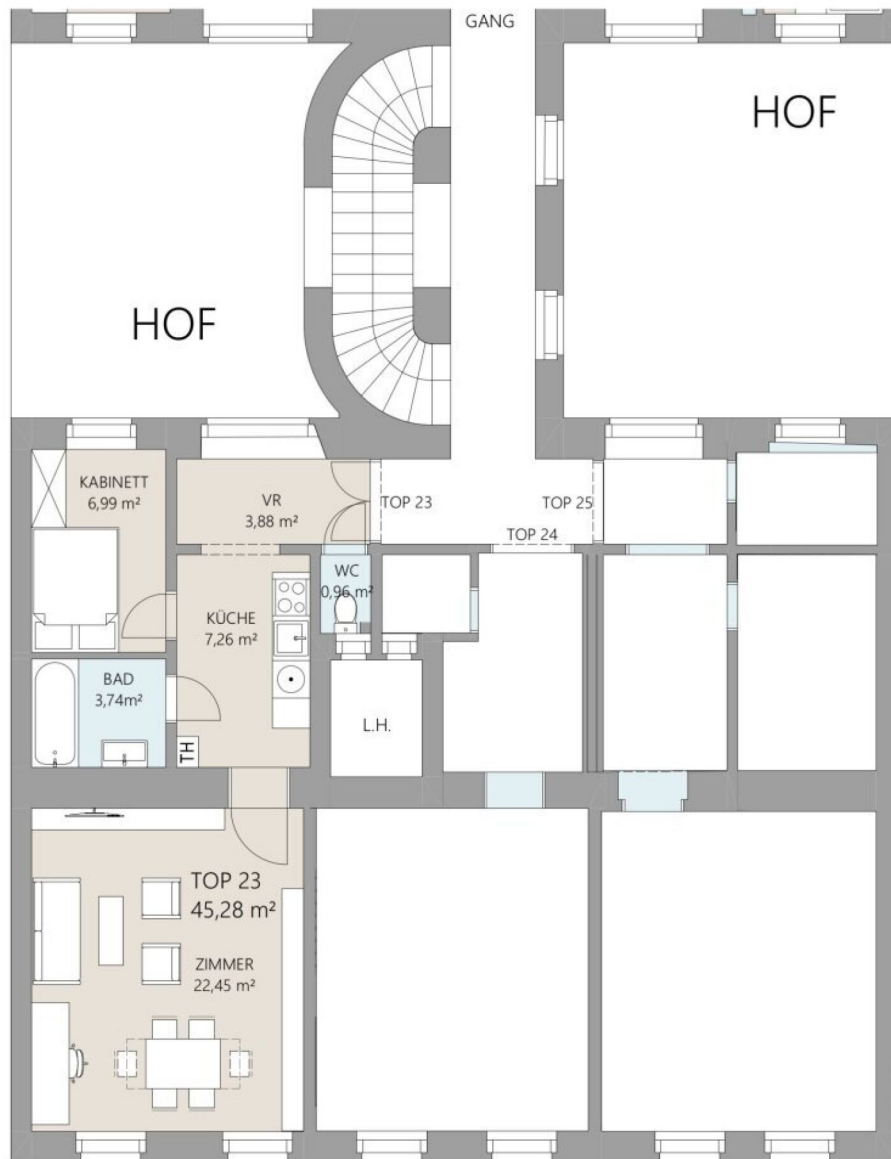 GANG
HOF
HOF
KABINETT
6,99 m²
VR
3,88 m²
TOP 23
TOP 25
TOP 24
WC
0,96 m²
KÜCHE
7,26 m²
BAD
3,74m²
TH
L.H.
TOP 23
45,28 m²
ZIMMER
22,45 m²